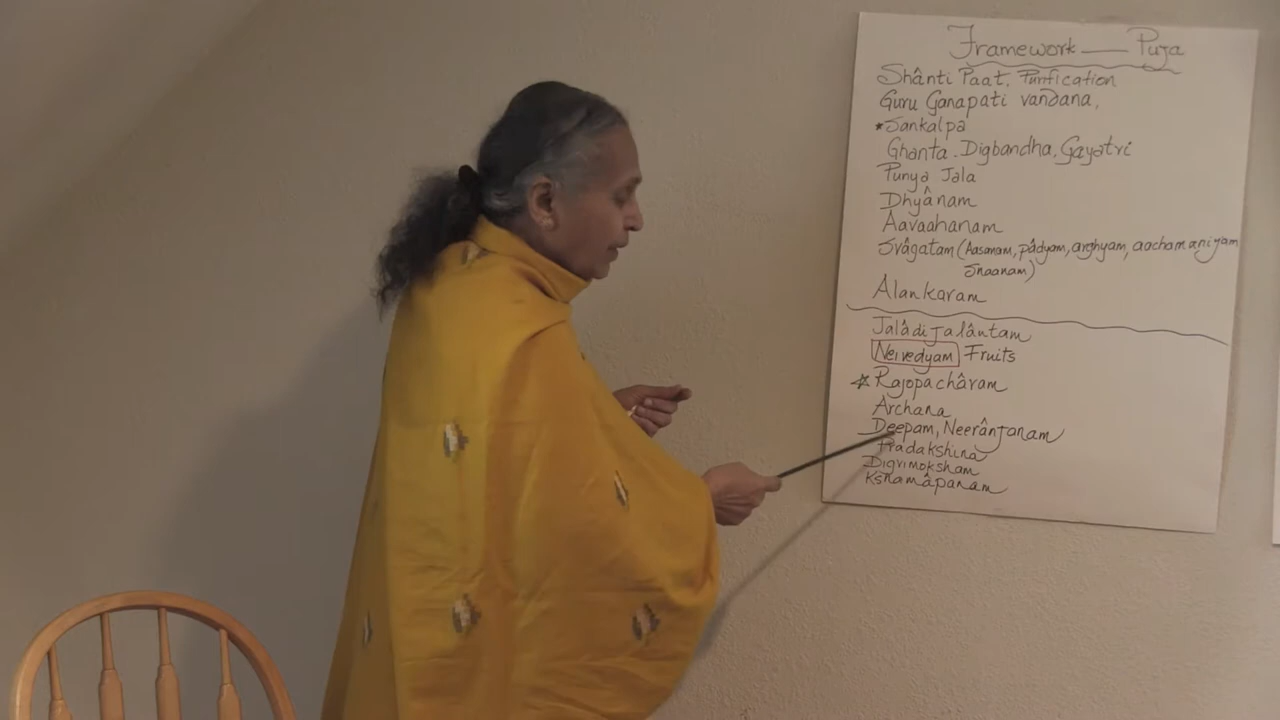 Framework — Puja
Shânti Paat, Purification
Guru Ganapati vandana,
*Sankalpa
Ghanta - Digbandha, Gayatri
Punya Jala
Dhyânam
Aavaahanam
Svâgatam (Aasanam, pâdyam, arghyam, aachamaniyam
Snaanam)
Alankaram
Jalâdi jalântam
Neivedyam Fruits
☆ Rajopachâram
Archana
Deepam, Neerânjanam
Pradakshina
Digvimoksham
Kshamâpanam